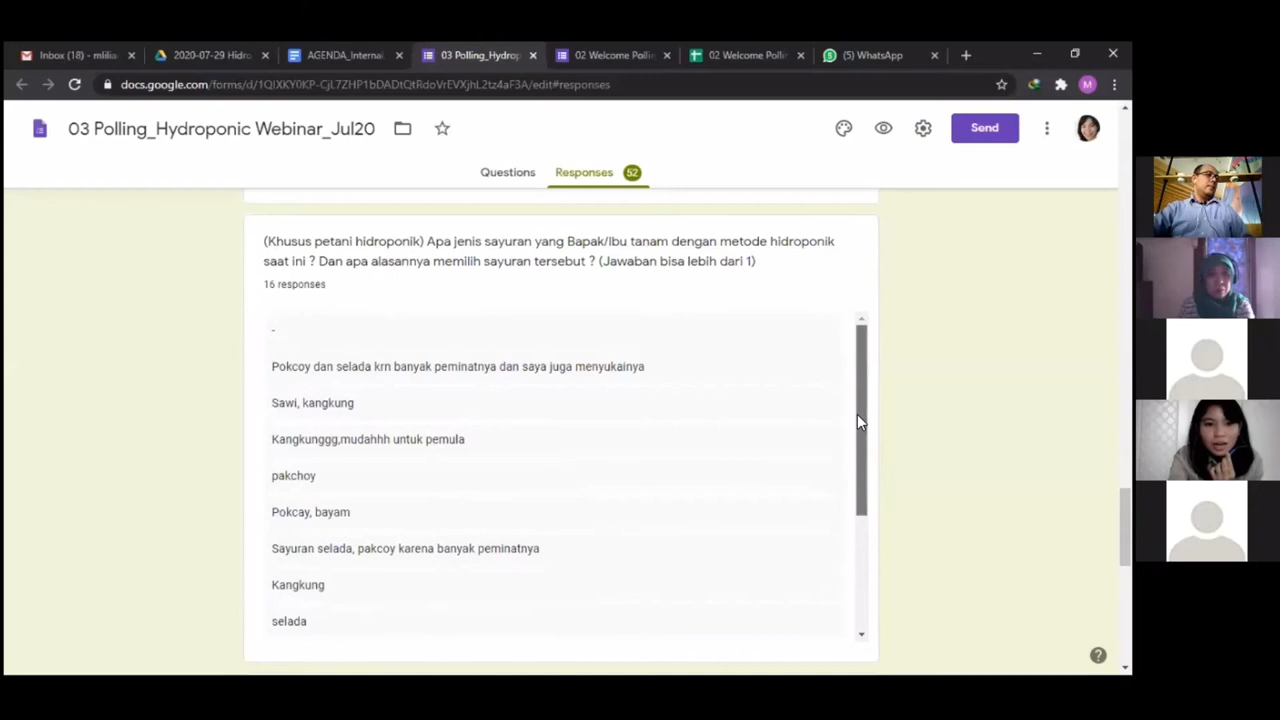 Inbox (18) - mlilia
2020-07-29 Hidro
AGENDA_Internal
03 Polling_Hydrop
02 Welcome Pollin
02 Welcome Pollin
(5) WhatsApp
docs.google.com/forms/d/1QIXKY0KP-CjL7ZHP1bDADtQtRdoVrEVXjhL2tz4aF3A/edit#responses
M
03 Polling_Hydroponic Webinar_Jul20
Send
Questions
Responses 52
(Khusus petani hidroponik) Apa jenis sayuran yang Bapak/Ibu tanam dengan metode hidroponik
saat ini ? Dan apa alasannya memilih sayuran tersebut ? (Jawaban bisa lebih dari 1)
16 responses
-
Pokcoy dan selada krn banyak peminatnya dan saya juga menyukainya
Sawi, kangkung
Kangkunggg,mudahhh untuk pemula
pakchoy
Pokcay, bayam
Sayuran selada, pakcoy karena banyak peminatnya
Kangkung
selada